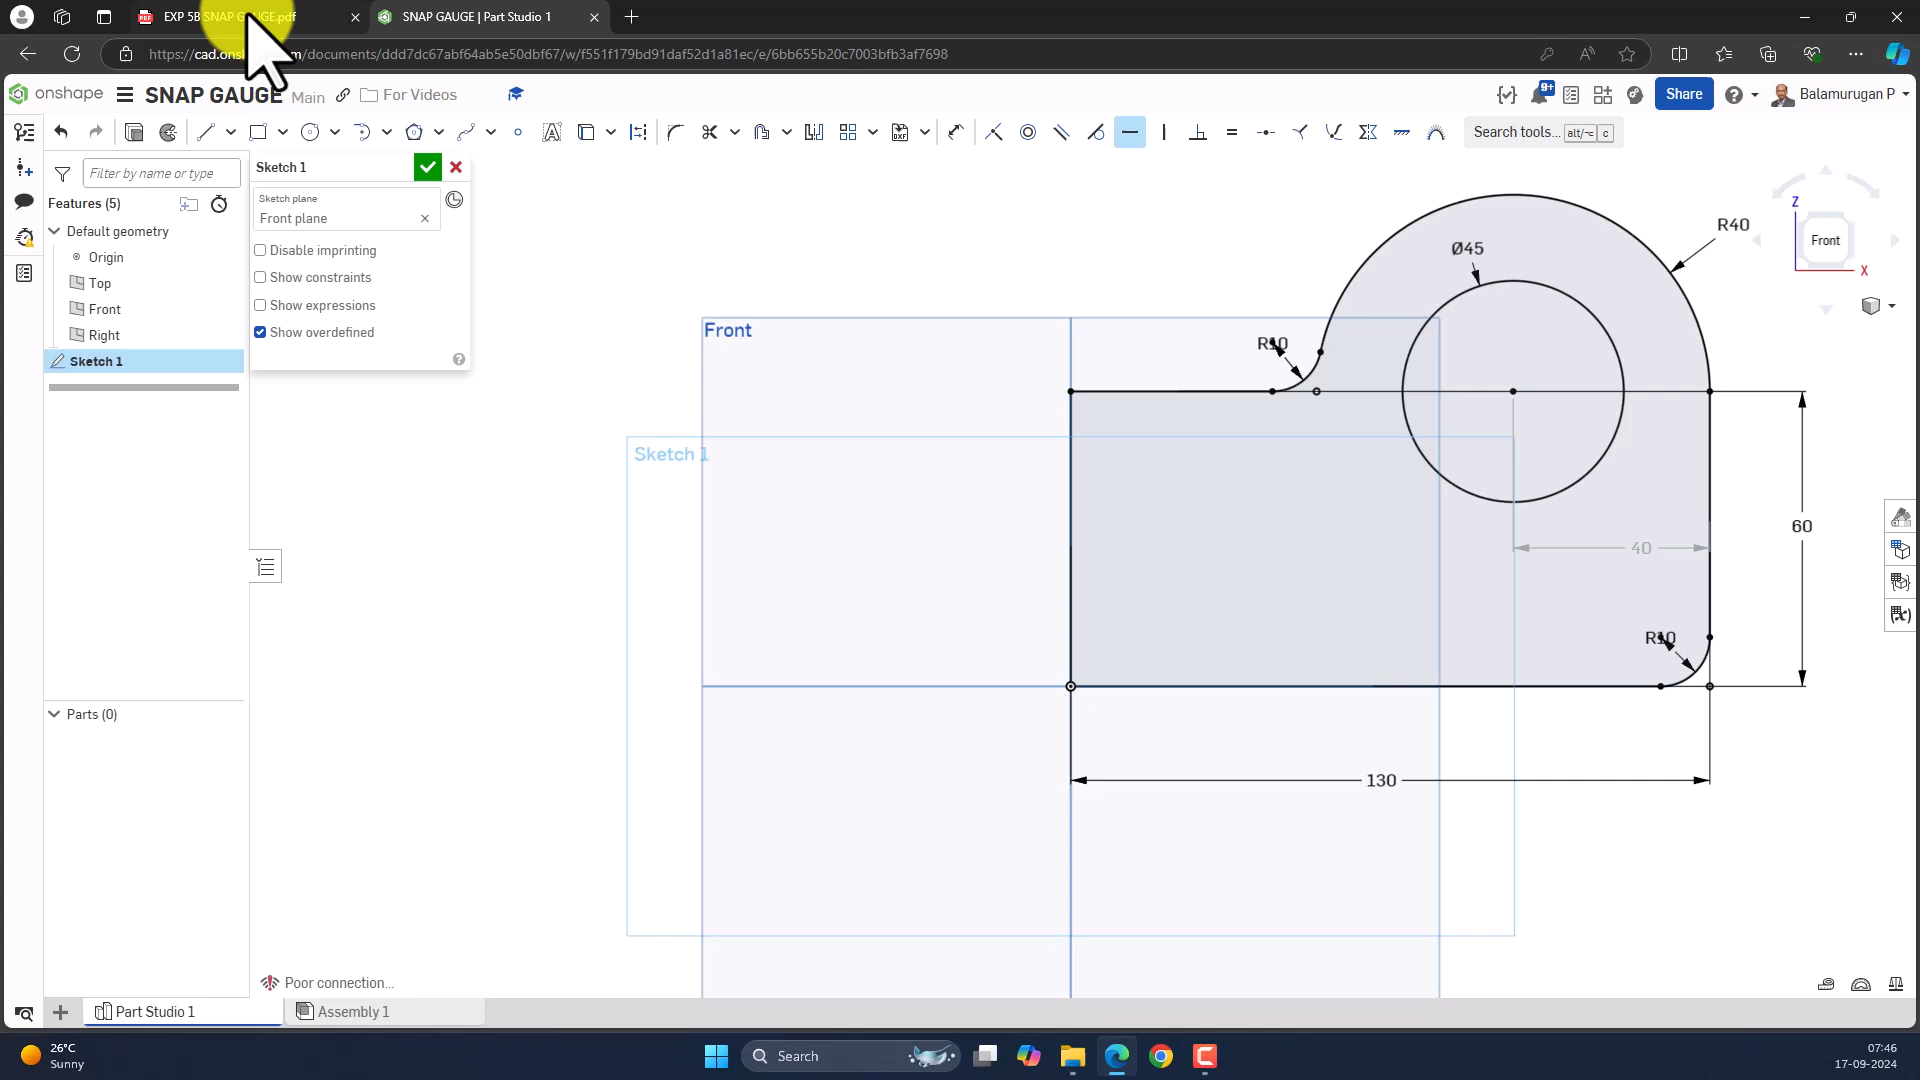 EXP 5B SNAP GAUGE.pdf
SNAP GAUGE | Part Studio 1
/documents/ddd7dc67abf64ab5e50dbf67/w/f551f179bd91daf52d1a81ec/e/6bb655b20c7003bfb3af7698
onshape
SNAP GAUGE
Main
For Videos
9+
Share
Balamurugan P
Search tools...
alt/⌥
c
Sketch 1
Filter by name or type
Features (5)
Sketch plane
Front plane
Default geometry
Disable imprinting
Origin
Show constraints
Top
Show expressions
Front
Show overdefined
Right
Sketch 1
Front
Sketch 1
R10
Ø45
R40
Z
Front
X
60
40
R10
130
Parts (0)
Poor connection...
Part Studio 1
Assembly 1
26°C
Sunny
Search
07:46
17-09-2024